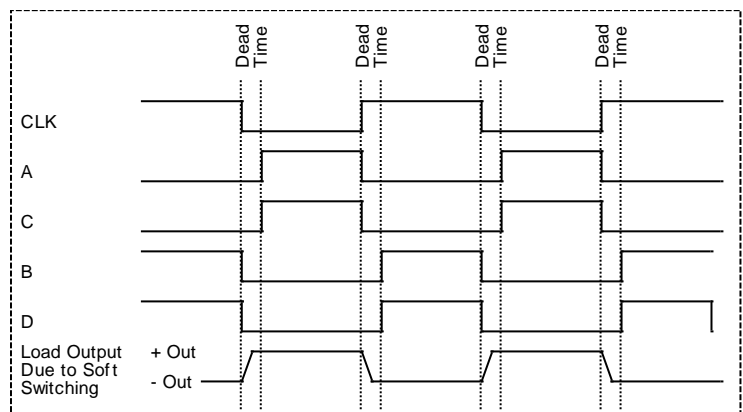 Dead
Time
Dead
Time
Dead
Time
Dead
Time
CLK
A
C
B
D
Load Output
Due to Soft
Switching
+ Out
- Out